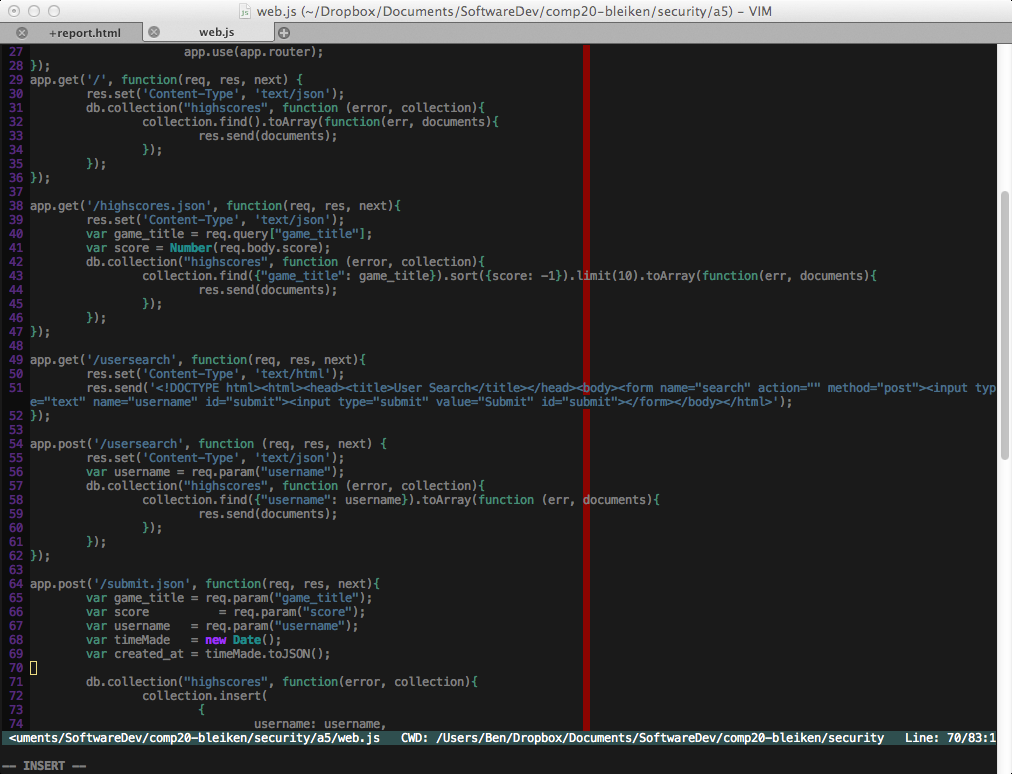 web.js (~/Dropbox/Documents/SoftwareDev/comp20-bleiken/security/a5) - VIM
+report.html web.js
27 app.use(app.router);
28 });
29 app.get('/', function(req, res, next) {
30 res.set('Content-Type', 'text/json');
31 db.collection("highscores", function (error, collection){
32 collection.find().toArray(function(err, documents){
33 res.send(documents);
34 });
35 });
36 });
37
38 app.get('/highscores.json', function(req, res, next){
39 res.set('Content-Type', 'text/json');
40 var game_title = req.query["game_title"];
41 var score = Number(req.body.score);
42 db.collection("highscores", function (error, collection){
43 collection.find({"game_title": game_title}).sort({score: -1}).limit(10).toArray(function(err, documents){
44 res.send(documents);
45 });
46 });
47 });
48
49 app.get('/usersearch', function(req, res, next){
50 res.set('Content-Type', 'text/html');
51 res.send('<!DOCTYPE html><html><head><title>User Search</title></head><body><form name="search" action="" method="post"><input typ
e="text" name="username" id="submit"><input type="submit" value="Submit" id="submit"></form></body></html>');
52 });
53
54 app.post('/usersearch', function (req, res, next) {
55 res.set('Content-Type', 'text/json');
56 var username = req.param("username");
57 db.collection("highscores", function (error, collection){
58 collection.find({"username": username}).toArray(function (err, documents){
59 res.send(documents);
60 });
61 });
62 });
63
64 app.post('/submit.json', function(req, res, next){
65 var game_title = req.param("game_title");
66 var score = req.param("score");
67 var username = req.param("username");
68 var timeMade = new Date();
69 var created_at = timeMade.toJSON();
70
71 db.collection("highscores", function(error, collection){
72 collection.insert(
73 {
74 username: username,
<uments/SoftwareDev/comp20-bleiken/security/a5/web.js CWD: /Users/Ben/Dropbox/Documents/SoftwareDev/comp20-bleiken/security Line: 70/83:1
-- INSERT --